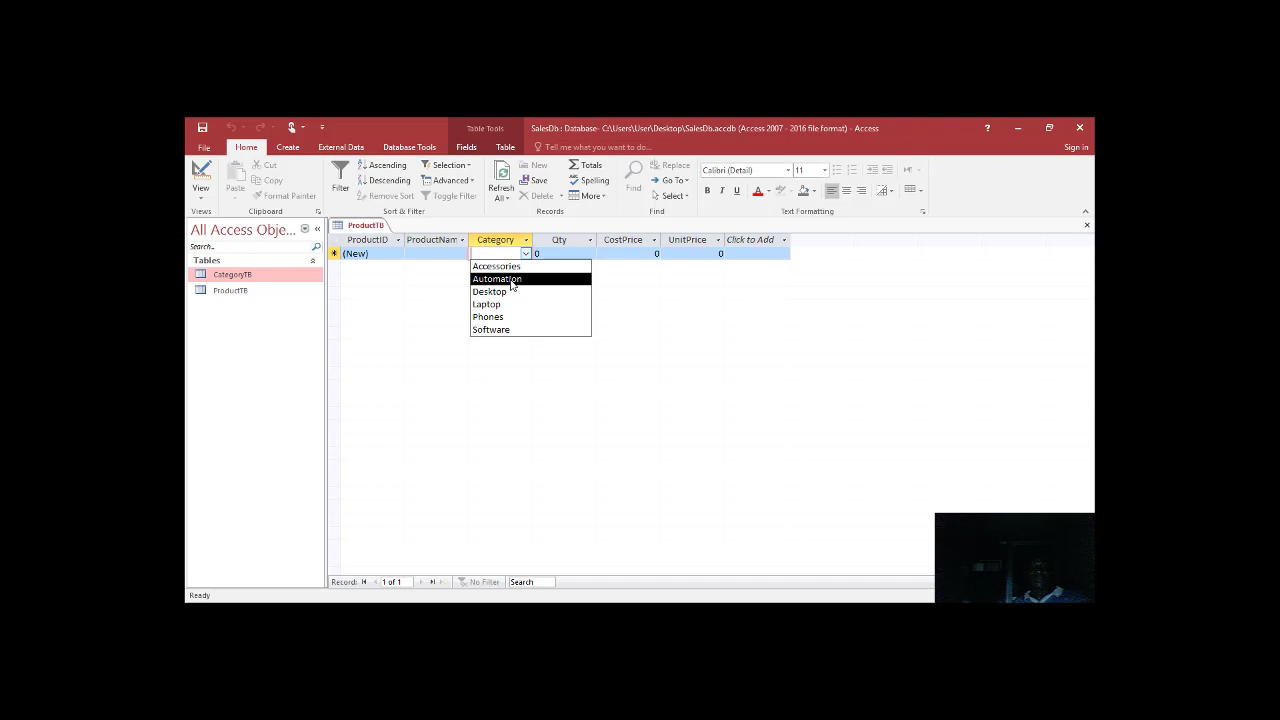 Table Tools
SalesDb : Database- C:\Users\User\Desktop\SalesDb.accdb (Access 2007 - 2016 file format) - Access
?
File Home Create External Data Database Tools Fields Table Tell me what you want to do... Sign in
View
Views
Paste
Cut
Copy
Format Painter
Clipboard
Filter
Ascending
Descending
Remove Sort
Selection
Advanced
Toggle Filter
Sort & Filter
Refresh
All
New
Save
Delete
Totals
Spelling
More
Records
Find
Replace
Go To
Select
Find
Calibri (Detail) 11
B I U A
Text Formatting
All Access Obje...
Search...
Tables
CategoryTB
ProductTB
ProductTB
ProductID ProductNam Category Qty CostPrice UnitPrice Click to Add
(New) 0 0 0
Accessories
Automation
Desktop
Laptop
Phones
Software
Record: 1 of 1 No Filter Search
Ready